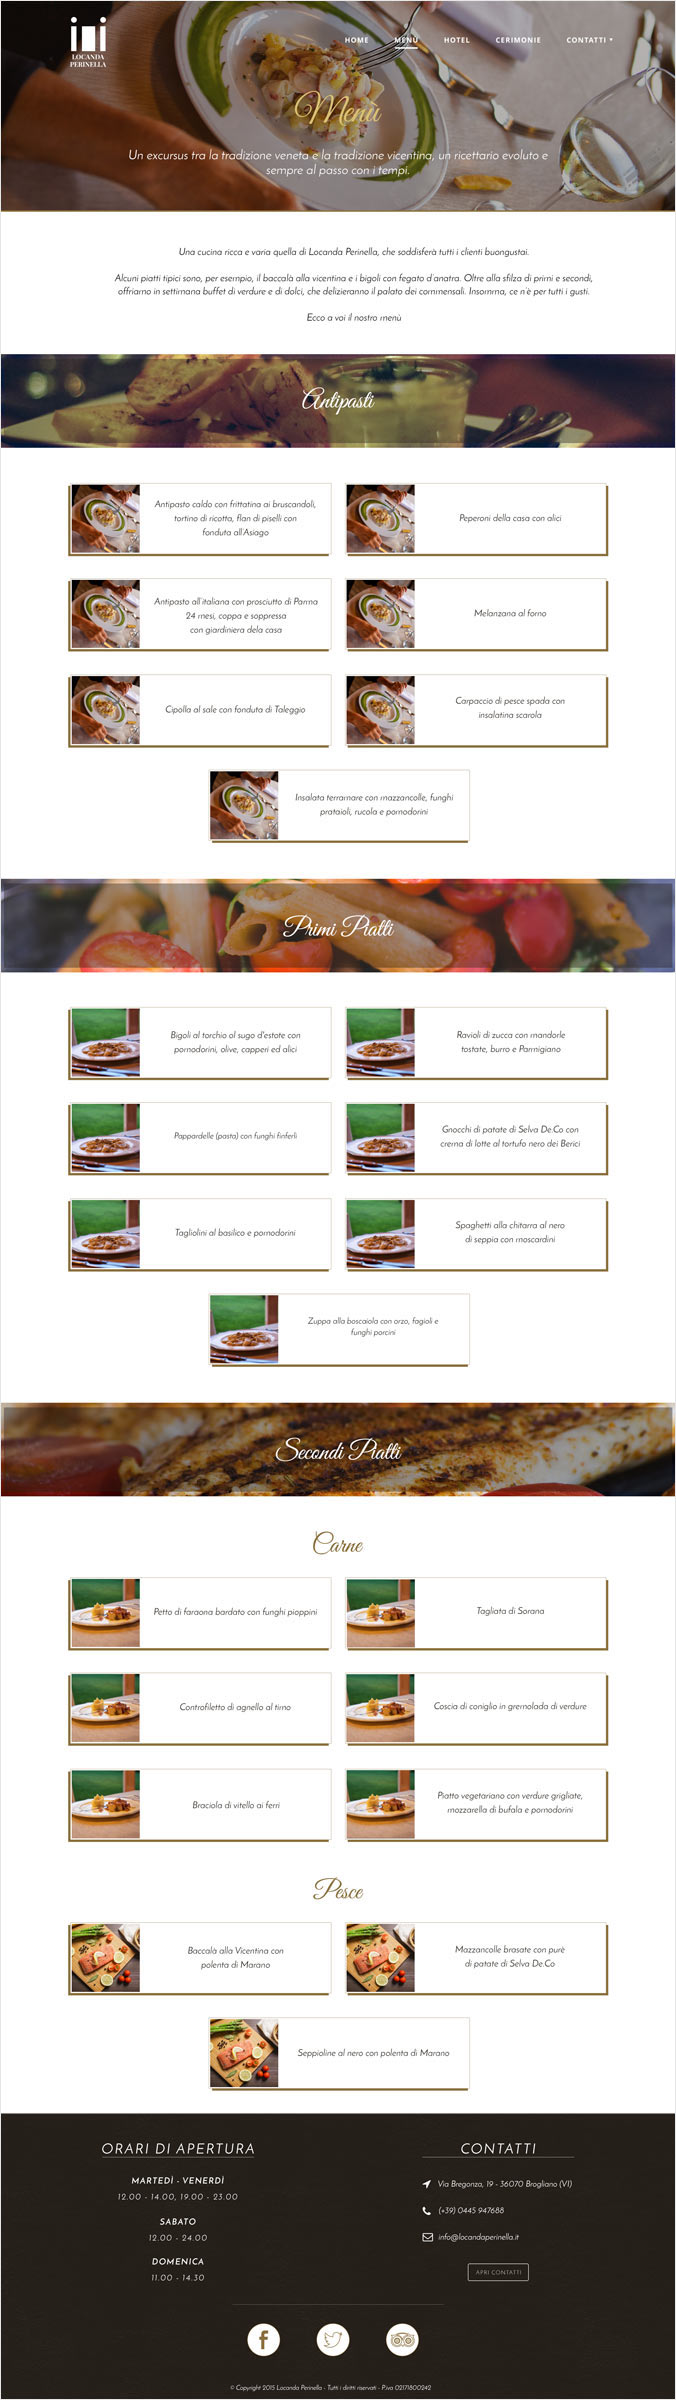 LOCANDA
PERINELLA
HOME MENÙ HOTEL CERIMONIE CONTATTI
Menù
Un excursus tra la tradizione veneta e la tradizione vicentina, un ricettario evoluto e
sempre al passo con i tempi.
Una cucina ricca e varia quella di Locanda Perinella, che soddisferà tutti i clienti buongustai.
Alcuni piatti tipici sono, per esempio, il baccalà alla vicentina e i bigoli con fegato d'anatra. Oltre alla sfilza di primi e secondi,
offriamo in settimana buffet di verdure e di dolci, che delizieranno il palato dei commensali. Insomma, ce n'è per tutti i gusti.
Ecco a voi il nostro menù
Antipasti
Antipasto caldo con frittatina ai bruscandoli,
tortino di ricotta, flan di piselli con
fonduta all'Asiago
Peperoni della casa con alici
Antipasto all'italiana con prosciutto di Parma
24 mesi, coppa e soppressa
con giardiniera dela casa
Melanzana al forno
Cipolla al sale con fonduta di Taleggio
Carpaccio di pesce spada con
insalatina scarola
Insalata terramare con mazzancolle, funghi
prataioli, rucola e pomodorini
Primi Piatti
Bigoli al torchio al sugo d'estate con
pomodorini, olive, capperi ed alici
Ravioli di zucca con mandorle
tostate, burro e Parmigiano
Pappardelle (pasta) con funghi finferli
Gnocchi di patate di Selva De.Co con
crema di latte al tartufo nero dei Berici
Tagliolini al basilico e pomodorini
Spaghetti alla chitarra al nero
di seppia con moscardini
Zuppa alla boscaiola con orzo, fagioli e
funghi porcini
Secondi Piatti
Carne
Petto di faraona bardato con funghi pioppini
Tagliata di Sorana
Controfiletto di agnello al timo
Coscia di coniglio in gremolada di verdure
Braciola di vitello ai ferri
Piatto vegetariano con verdure grigliate,
mozzarella di bufala e pomodorini
Pesce
Baccalà alla Vicentina con
polenta di Marano
Mazzancolle brasate con purè
di patate di Selva De.Co
Seppioline al nero con polenta di Marano
ORARI DI APERTURA
MARTEDÌ - VENERDÌ
12.00 - 14.00, 19.00 - 23.00
SABATO
12.00 - 24.00
DOMENICA
11.00 - 14.30
CONTATTI
Via Bregonza, 19 - 36070 Brogliano (VI)
(+39) 0445 947688
info@locandaperinella.it
APRI CONTATTI
© Copyright 2015 Locanda Perinella - Tutti i diritti riservati - P.iva 02171800242